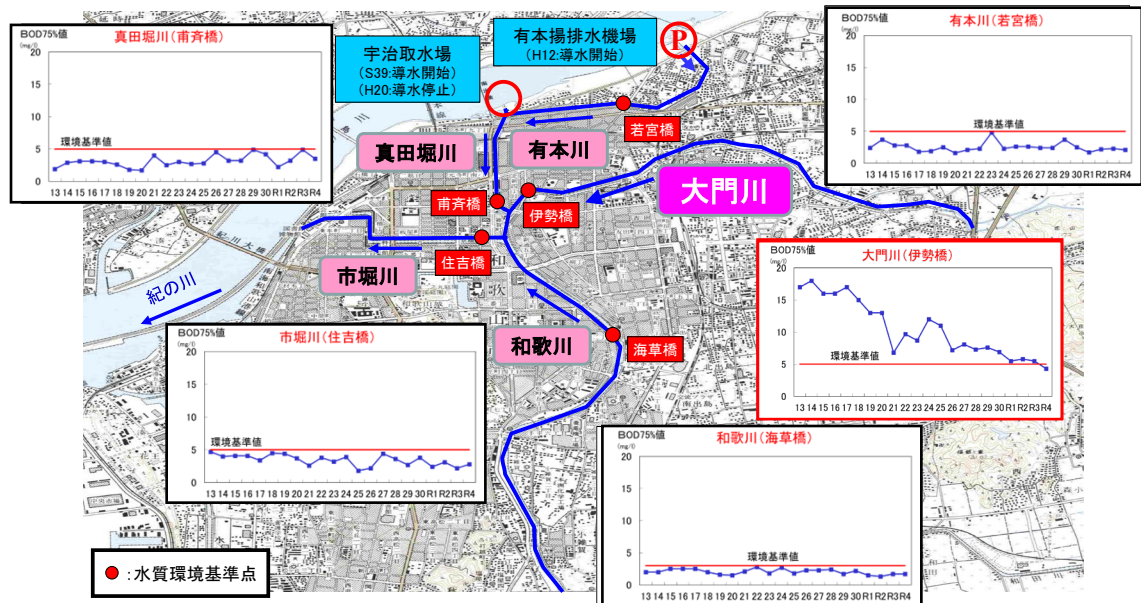 BOD75%値
(mg/l)
真田堀川(甫斉橋)
20
15
10
5
0
環境基準値
13 14 15 16 17 18 19 20 21 22 23 24 25 26 27 28 29 30 R1 R2 R3 R4
宇治取水場
(S39:導水開始)
(H20:導水停止)
有本揚排水機場
(H12:導水開始)
P
BOD75%値
(mg/l)
有本川(若宮橋)
20
15
10
5
0
環境基準値
13 14 15 16 17 18 19 20 21 22 23 24 25 26 27 28 29 30 R1 R2 R3 R4
若宮橋
真田堀川
有本川
大門川
甫斉橋
伊勢橋
住吉橋
市堀川
紀の川
紀川大橋
和歌川
海草橋
BOD75%値
(mg/l)
大門川(伊勢橋)
20
15
10
5
0
環境基準値
13 14 15 16 17 18 19 20 21 22 23 24 25 26 27 28 29 30 R1 R2 R3 R4
BOD75%値
(mg/l)
市堀川(住吉橋)
20
15
10
5
0
環境基準値
13 14 15 16 17 18 19 20 21 22 23 24 25 26 27 28 29 30 R1 R2 R3 R4
BOD75%値
(mg/l)
和歌川(海草橋)
20
15
10
5
0
環境基準値
13 14 15 16 17 18 19 20 21 22 23 24 25 26 27 28 29 30 R1 R2 R3 R4
:水質環境基準点